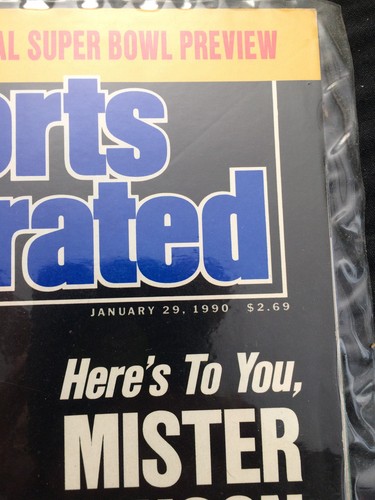 AL SUPER BOWL PREVIEW
orts
rated
JANUARY 29, 1990 $2.69
Here's To You,
MISTER